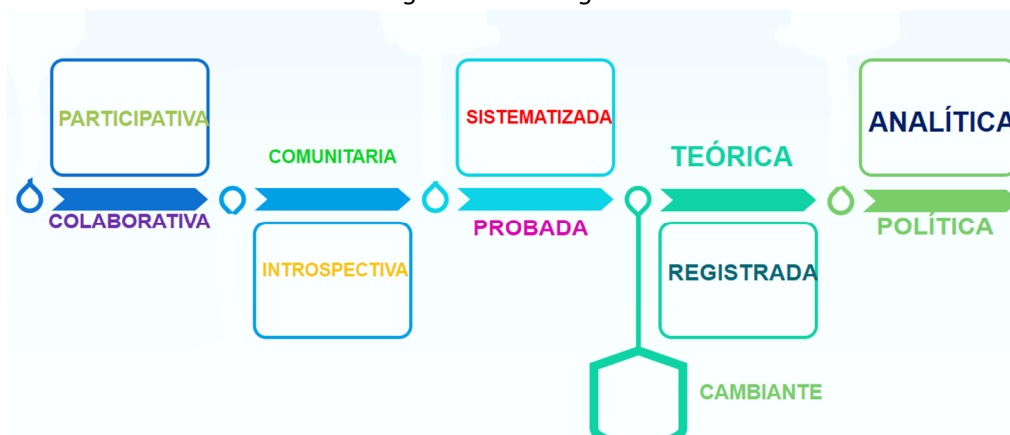 PARTICIPATIVA
COLABORATIVA
COMUNITARIA
INTROSPECTIVA
SISTEMATIZADA
PROBADA
TEÓRICA
REGISTRADA
CAMBIANTE
ANALÍTICA
POLÍTICA